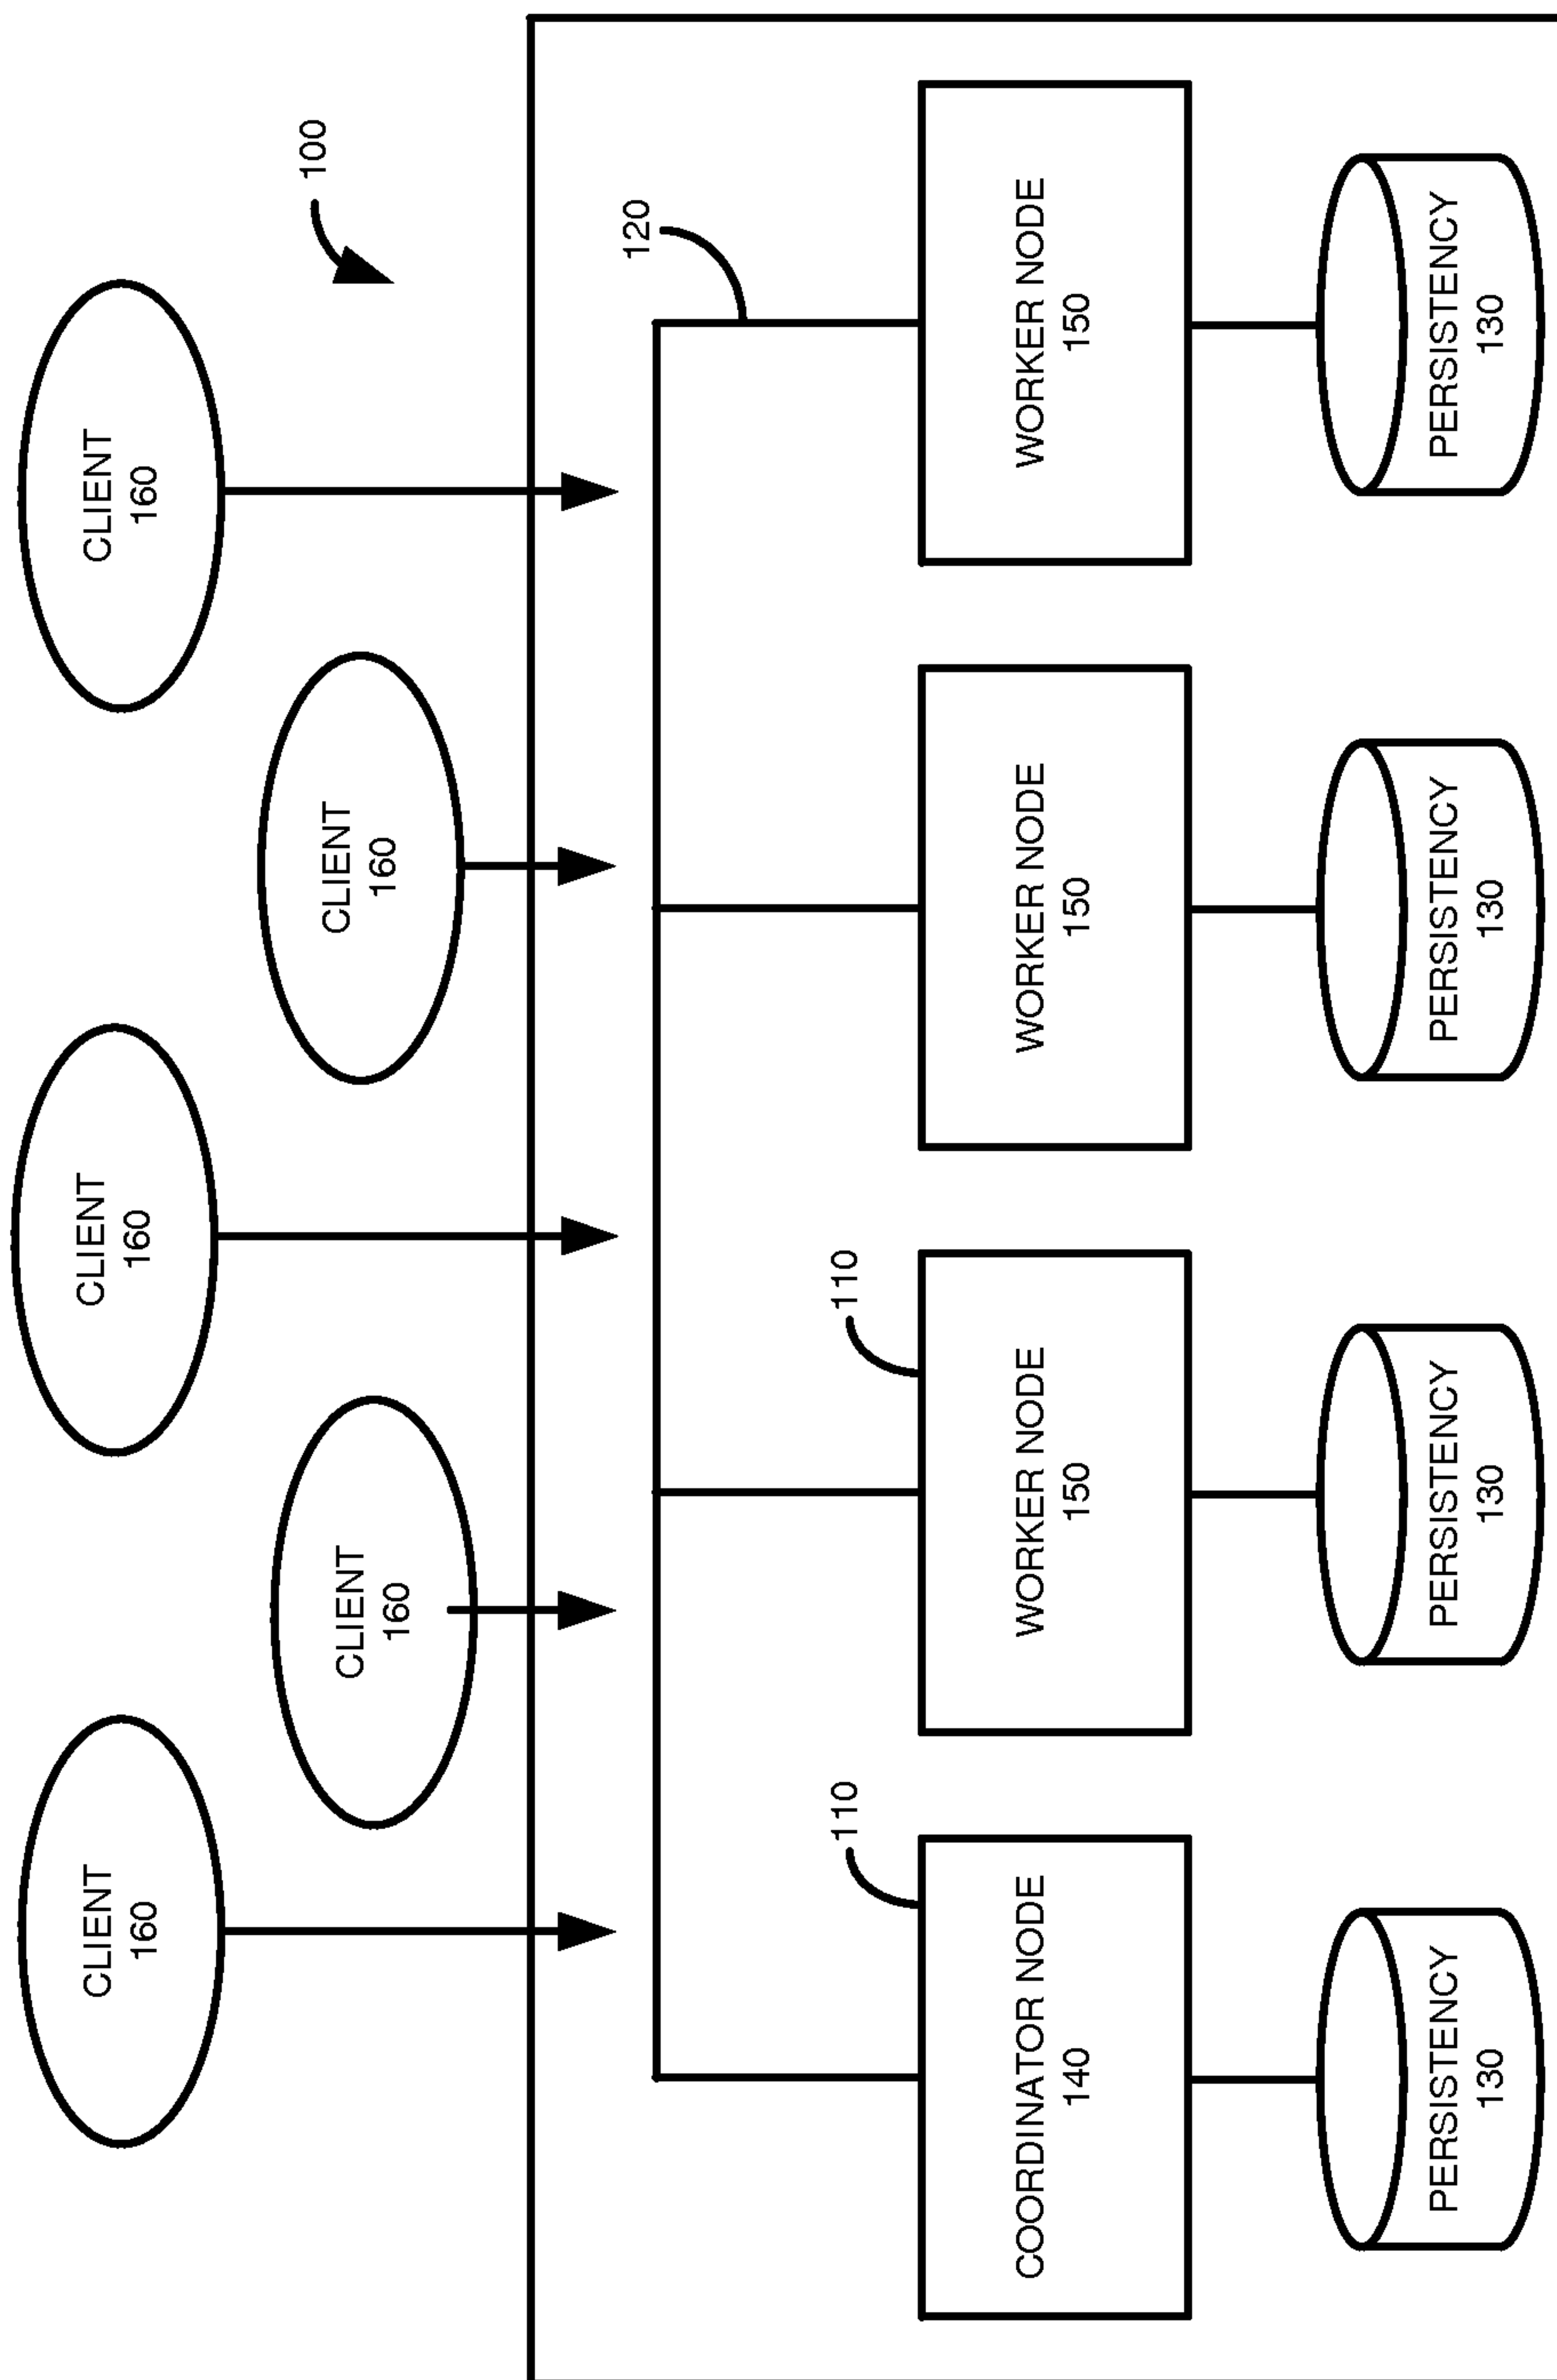 CLIENT
160
CLIENT
160
CLIENT
160
100
CLIENT
160
CLIENT
160
120
110
110
COORDINATOR NODE
140
WORKER NODE
150
WORKER NODE
150
WORKER NODE
150
PERSISTENCY
130
PERSISTENCY
130
PERSISTENCY
130
PERSISTENCY
130